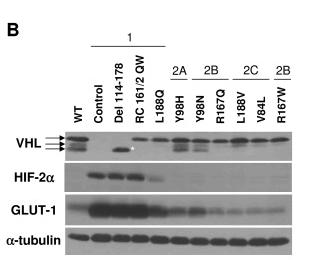 B
1
2A 2B 2C 2B
WT Control Del 114-178 RC 161/2 QW L188Q Y98H Y98N R167Q L188V V84L R167W
VHL
*
HIF-2α
GLUT-1
α-tubulin